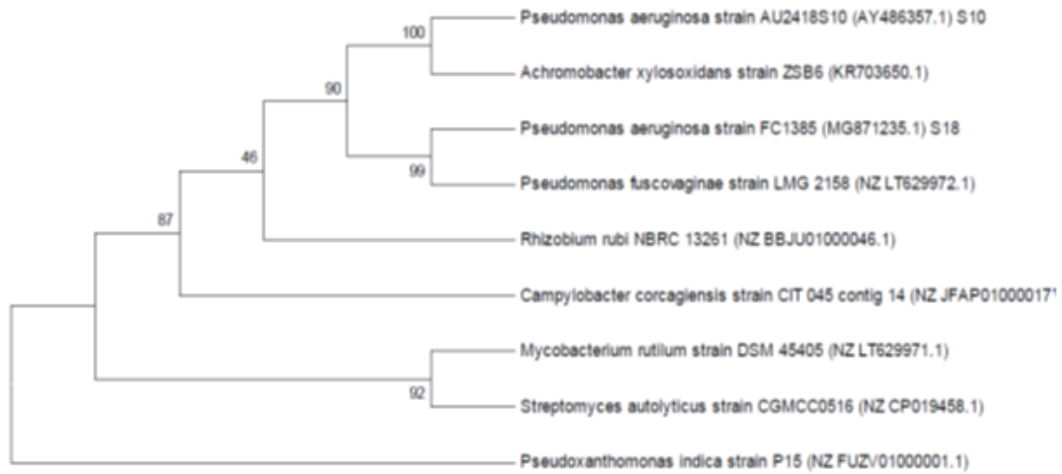 Pseudomonas aeruginosa strain AU2418S10 (AY486357.1) S10
100
Achromobacter xylosoxidans strain ZSB6 (KR703650.1)
90
Pseudomonas aeruginosa strain FC1385 (MG871235.1) S18
46
99
Pseudomonas fuscovaginae strain LMG 2158 (NZ LT629972.1)
87
Rhizobium rubi NBRC 13261 (NZ BBJU01000046.1)
Campylobacter corcagiensis strain CIT 045 contig 14 (NZ JFAP01000017
Mycobacterium rutilum strain DSM 45405 (NZ LT629971.1)
92
Streptomyces autolyticus strain CGMCC0516 (NZ CP019458.1)
Pseudoxanthomonas indica strain P15 (NZ FUZV01000001.1)